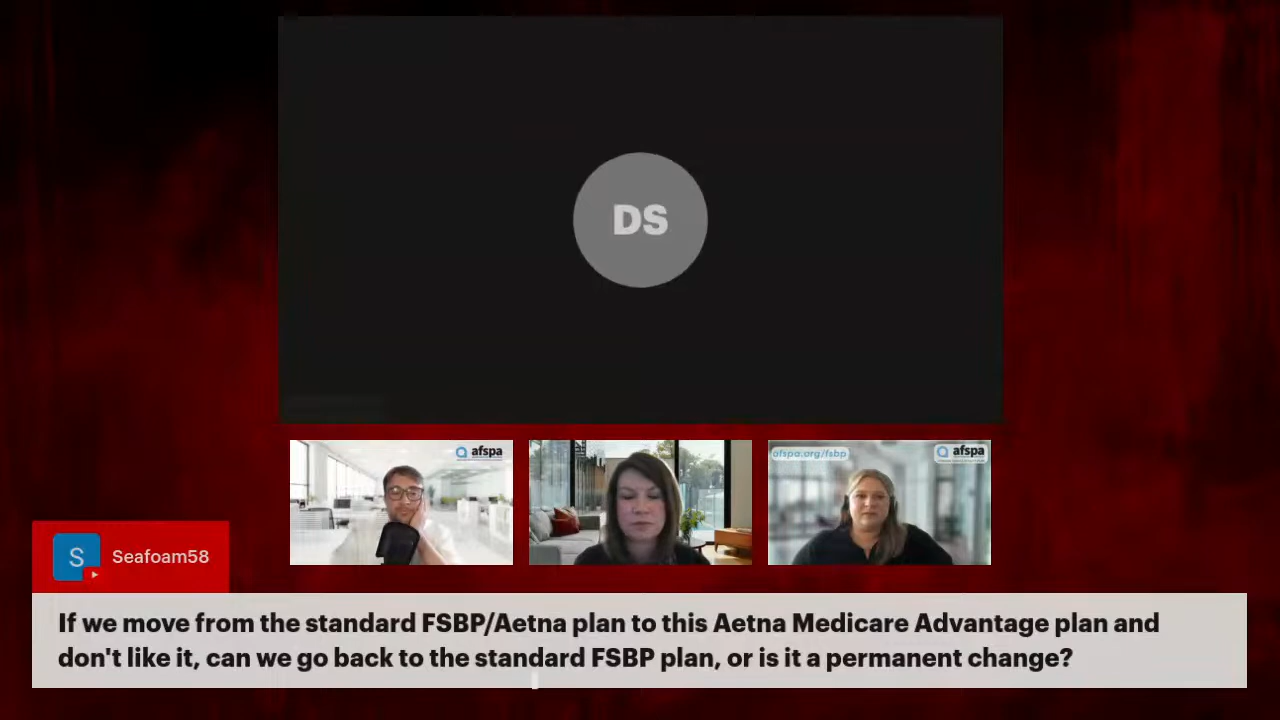 DS
afspa
afspa.org/fsbp
afspa
S
Seafoam58
If we move from the standard FSBP/Aetna plan to this Aetna Medicare Advantage plan and
don't like it, can we go back to the standard FSBP plan, or is it a permanent change?